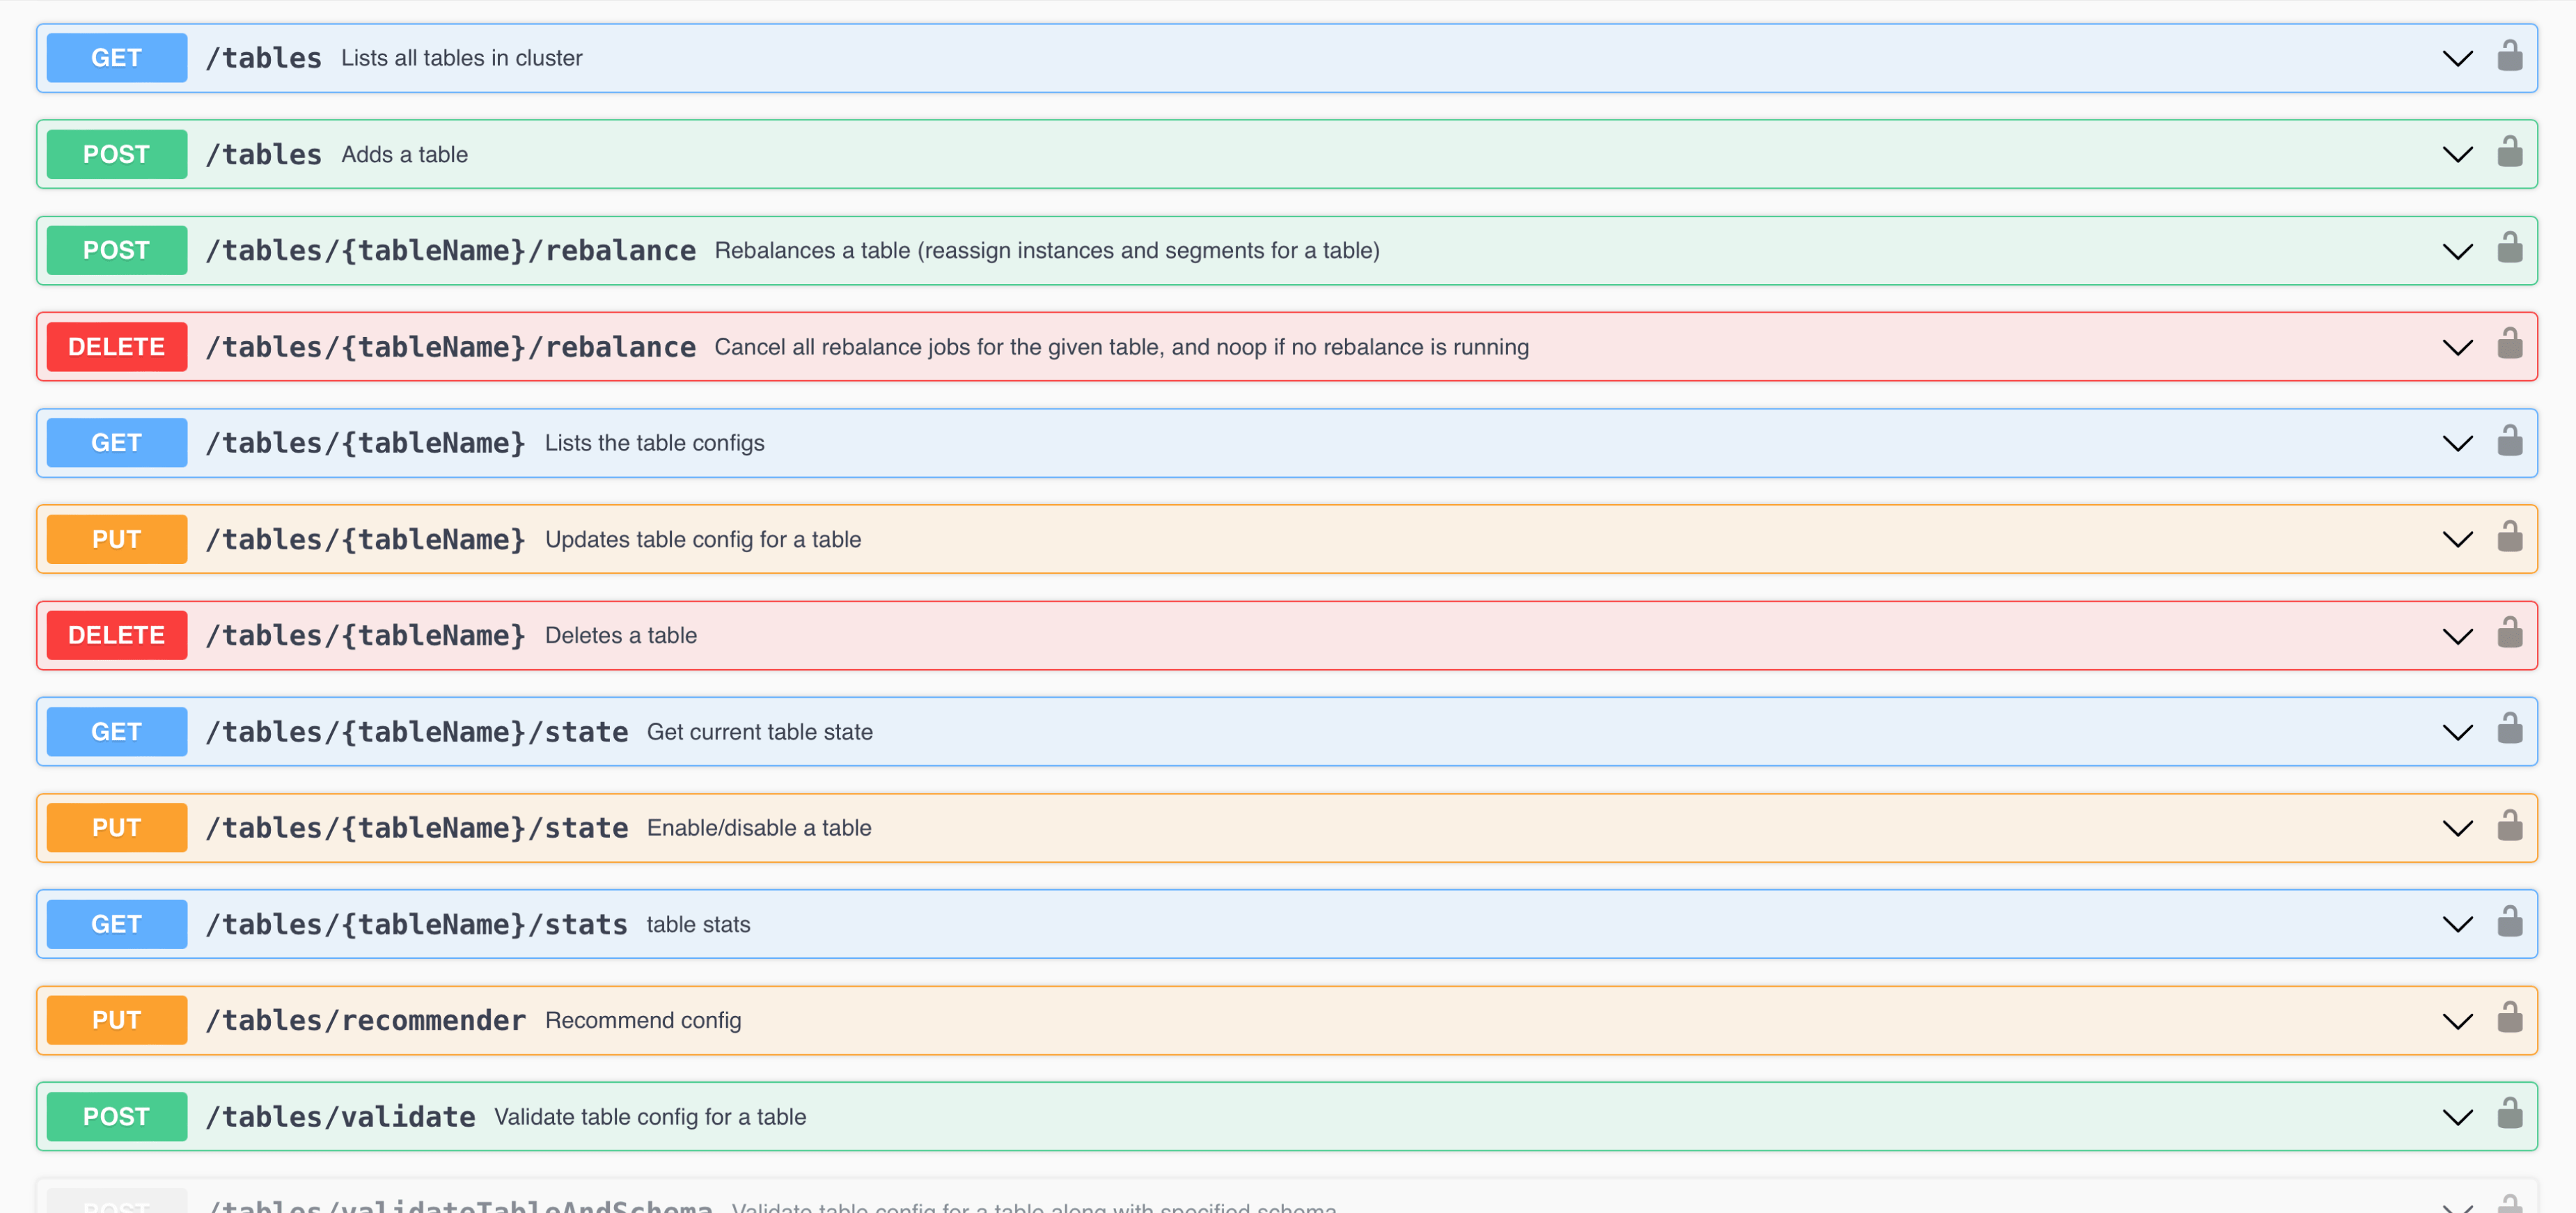 GET /tables Lists all tables in cluster
POST /tables Adds a table
POST /tables/{tableName}/rebalance Rebalances a table (reassign instances and segments for a table)
DELETE /tables/{tableName}/rebalance Cancel all rebalance jobs for the given table, and noop if no rebalance is running
GET /tables/{tableName} Lists the table configs
PUT /tables/{tableName} Updates table config for a table
DELETE /tables/{tableName} Deletes a table
GET /tables/{tableName}/state Get current table state
PUT /tables/{tableName}/state Enable/disable a table
GET /tables/{tableName}/stats table stats
PUT /tables/recommender Recommend config
POST /tables/validate Validate table config for a table
POST /tables/validateTableAndSchema Validate table config for a table along with specified schema